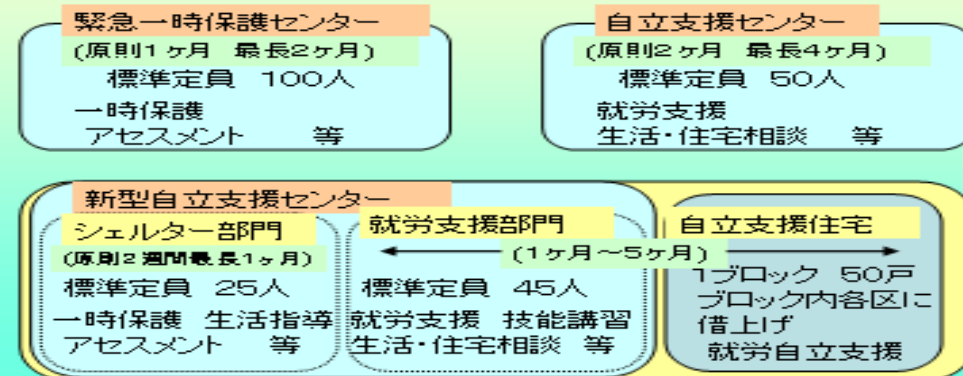 緊急一時保護センター
(原則1ヶ月 最長2ヶ月)
標準定員 100人
一時保護
アセスメント 等
自立支援センター
(原則2ヶ月 最長4ヶ月)
標準定員 50人
就労支援
生活・住宅相談 等
新型自立支援センター
シェルター部門
(原則2週間最長1ヶ月)
標準定員 25人
一時保護 生活指導
アセスメント 等
就労支援部門
(1ヶ月～5ヶ月)
標準定員 45人
就労支援 技能講習
生活・住宅相談 等
自立支援住宅
1ブロック 50戸
ブロック内各区に
借上げ
就労自立支援